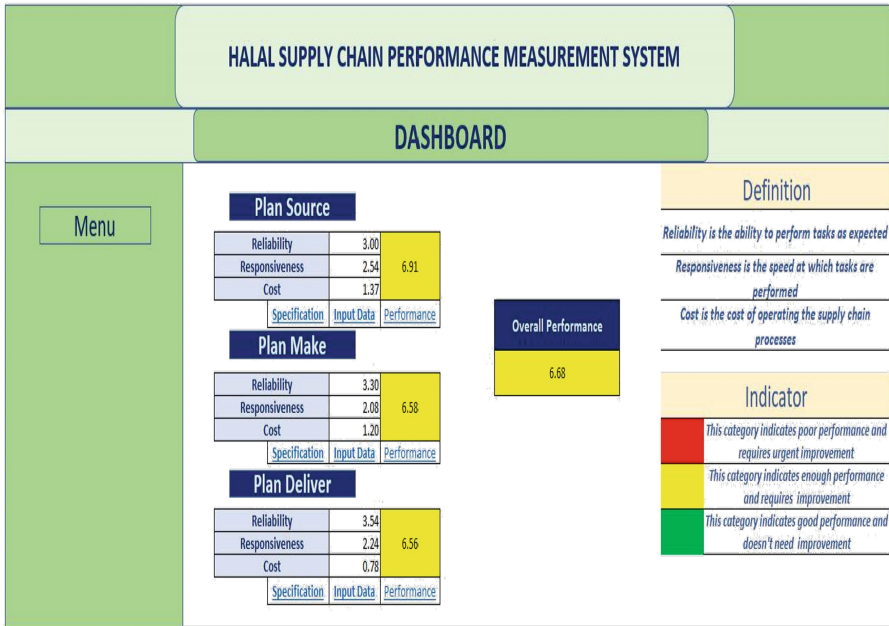 HALAL SUPPLY CHAIN PERFORMANCE MEASUREMENT SYSTEM
DASHBOARD
Menu
Plan Source
Reliability 3.00
Responsiveness 2.54 6.91
Cost 1.37
Specification Input Data Performance
Plan Make
Reliability 3.30
Responsiveness 2.08 6.58
Cost 1.20
Specification Input Data Performance
Plan Deliver
Reliability 3.54
Responsiveness 2.24 6.56
Cost 0.78
Specification Input Data Performance
Overall Performance
6.68
Definition
Reliability is the ability to perform tasks as expected
Responsiveness is the speed at which tasks are
performed
Cost is the cost of operating the supply chain
processes
Indicator
This category indicates poor performance and
requires urgent improvement
This category indicates enough performance
and requires improvement
This category indicates good performance and
doesn't need improvement